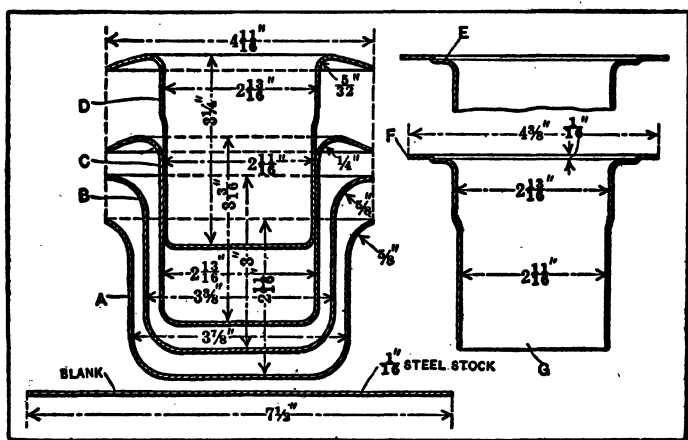 4 11/16"
E
5/32"
2 13/16"
D
3 1/4"
1/16"
4 3/8"
F
C
2 11/16"
1/4"
3 3/16"
B
5/8"
2 13/16"
3"
5/8"
2 13/16"
3 3/8"
2 11/16"
2 11/16"
A
3 7/8"
G
BLANK
1/16" STEEL STOCK
7 1/2"